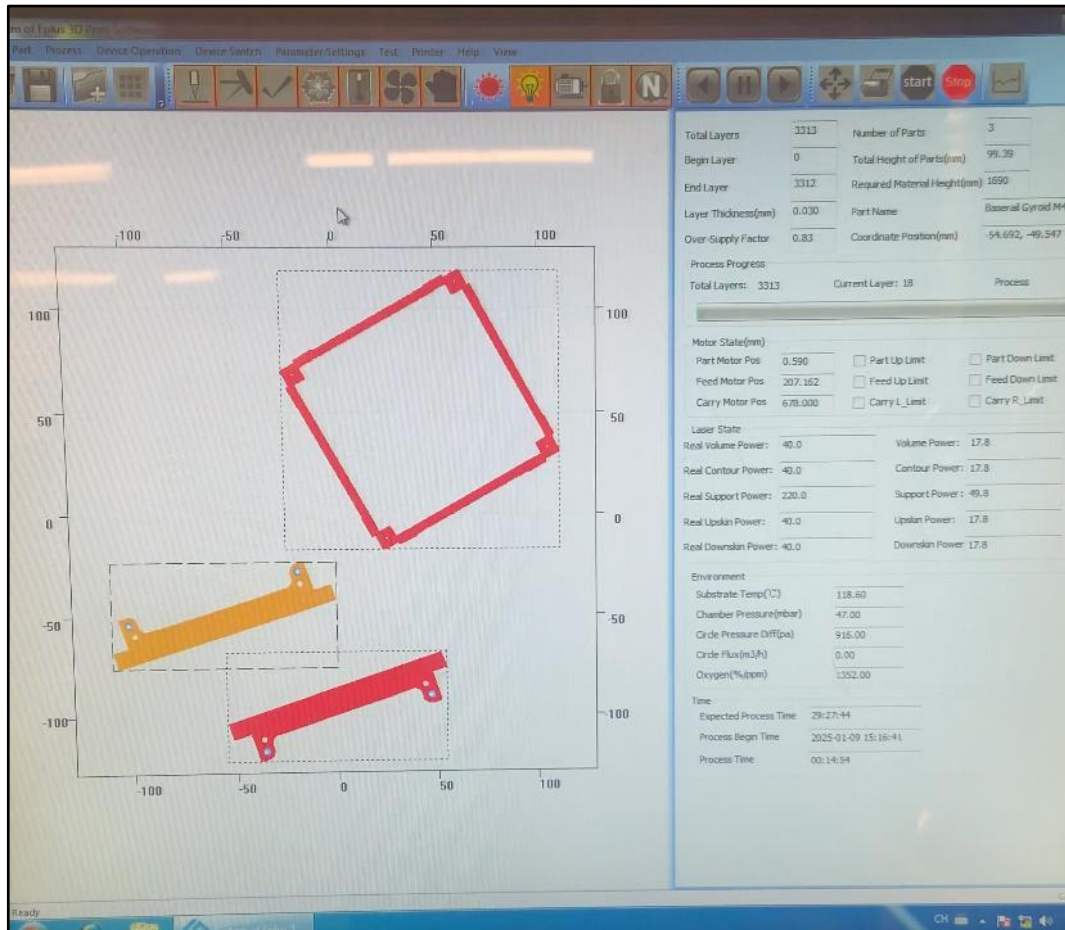 m of Eplus 3D Print Software
Part Process Device Operation Device Switch Parameter Settings Test Printer Help View
N start Stop
Total Layers 3313 Number of Parts 3
Begin Layer 0 Total Height of Parts(mm) 99.39
End Layer 3312 Required Material Height(mm) 1690
Layer Thickness(mm) 0.030 Part Name Baserail Gyroid M4
Over-Supply Factor 0.83 Coordinate Position(mm) -54.692, -49.547
Process Progress
Total Layers: 3313 Current Layer: 18 Process
Motor State(mm)
Part Motor Pos 0.590 Part Up Limit Part Down Limit
Feed Motor Pos 207.162 Feed Up Limit Feed Down Limit
Carry Motor Pos 678.000 Carry L_Limit Carry R_Limit
Laser State
Real Volume Power: 40.0 Volume Power: 17.8
Real Contour Power: 40.0 Contour Power: 17.8
Real Support Power: 220.0 Support Power: 49.8
Real Upskin Power: 40.0 Upskin Power: 17.8
Real Downskin Power: 40.0 Downskin Power 17.8
Environment
Substrate Temp(℃) 118.60
Chamber Pressure(mbar) 47.00
Circle Pressure Diff(pa) 916.00
Circle Flux(m3/h) 0.00
Oxygen(%/ppm) 1352.00
Time
Expected Process Time 29:27:44
Process Begin Time 2025-01-09 15:16:41
Process Time 00:14:54
-100 -50 0 50 100
100 100
50 50
0 0
-50 -50
-100 -100
-100 -50 0 50 100
Ready
CH